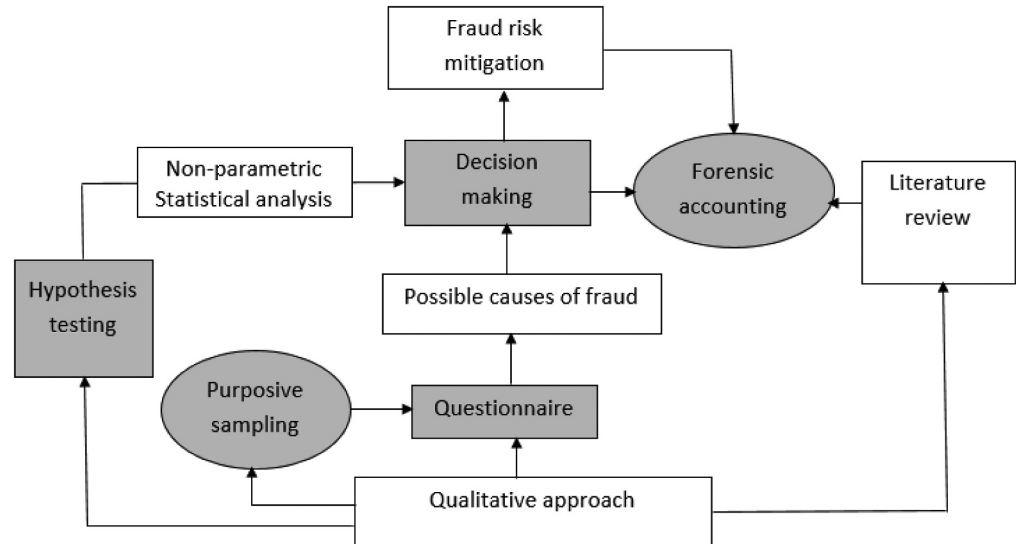 Fraud risk
mitigation
Non-parametric
Statistical analysis
Decision
making
Forensic
accounting
Literature
review
Hypothesis
testing
Possible causes of fraud
Purposive
sampling
Questionnaire
Qualitative approach